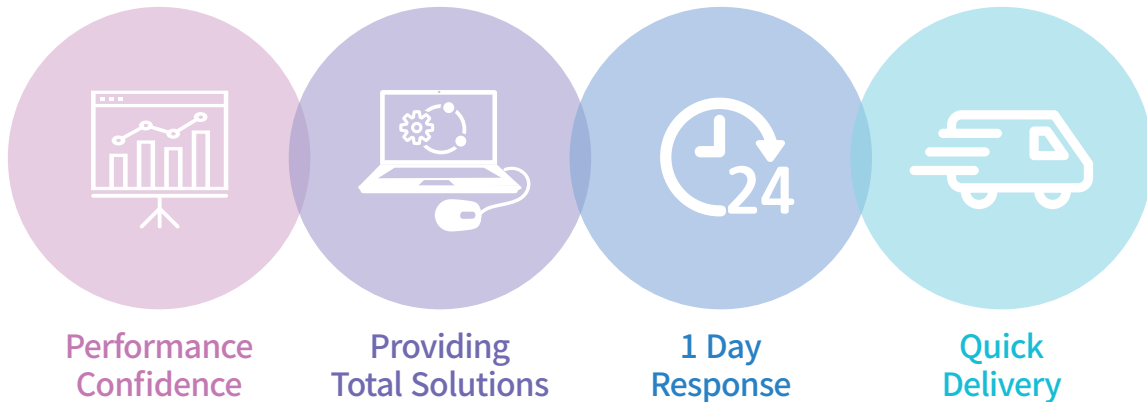 24
Performance
Confidence
Providing
Total Solutions
1 Day
Response
Quick
Delivery